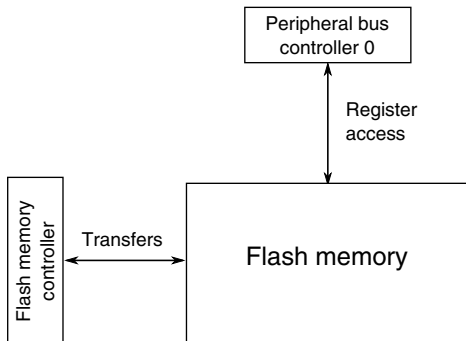 Peripheral bus
controller 0
Register
access
Flash memory
controller
Transfers
Flash memory